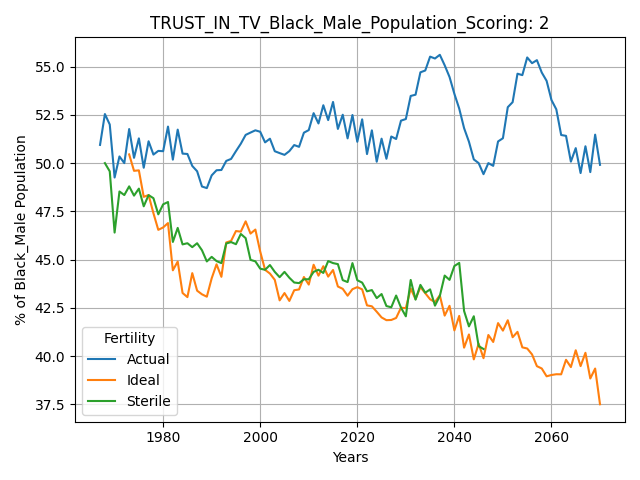 TRUST_IN_TV_Black_Male_Population_Scoring: 2
% of Black_Male Population
55.0
52.5
50.0
47.5
45.0
42.5
40.0
37.5
Fertility
Actual
Ideal
Sterile
1980
2000
2020
2040
2060
Years